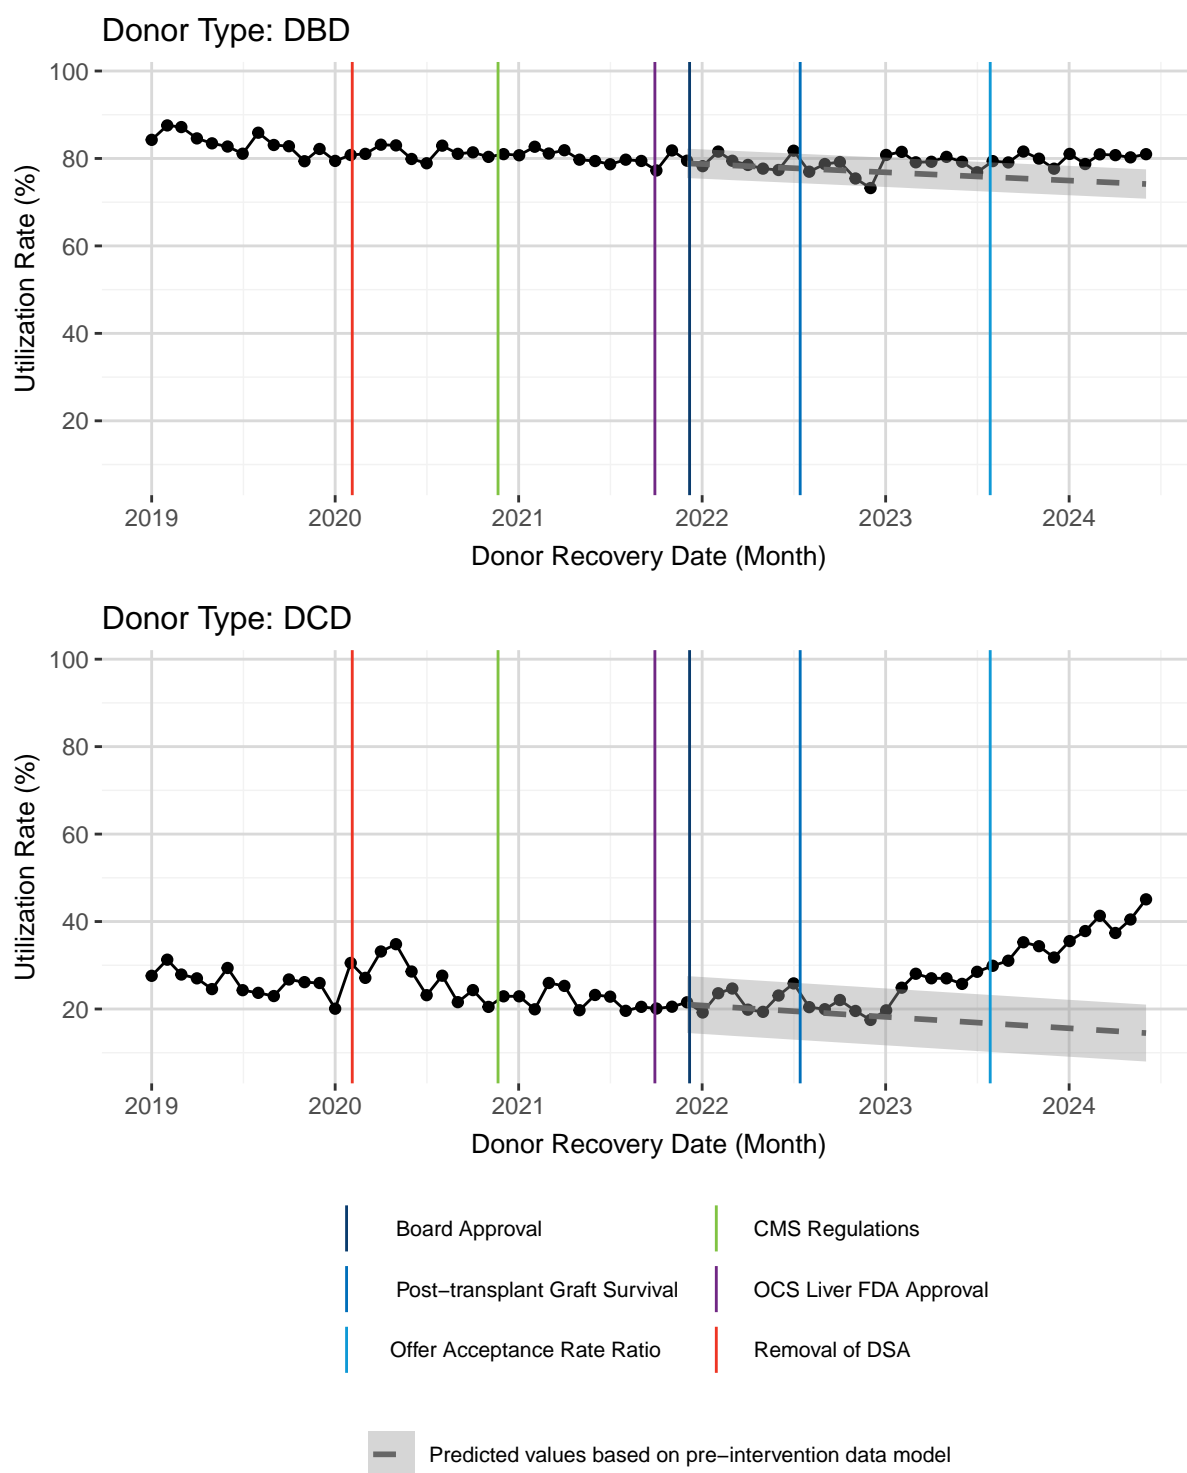 Donor Type: DBD
100
80
60
40
20
Utilization Rate (%)
2019 2020 2021 2022 2023 2024
Donor Recovery Date (Month)
Donor Type: DCD
100
80
60
40
20
Utilization Rate (%)
2019 2020 2021 2022 2023 2024
Donor Recovery Date (Month)
Board Approval CMS Regulations
Post−transplant Graft Survival OCS Liver FDA Approval
Offer Acceptance Rate Ratio Removal of DSA
Predicted values based on pre−intervention data model